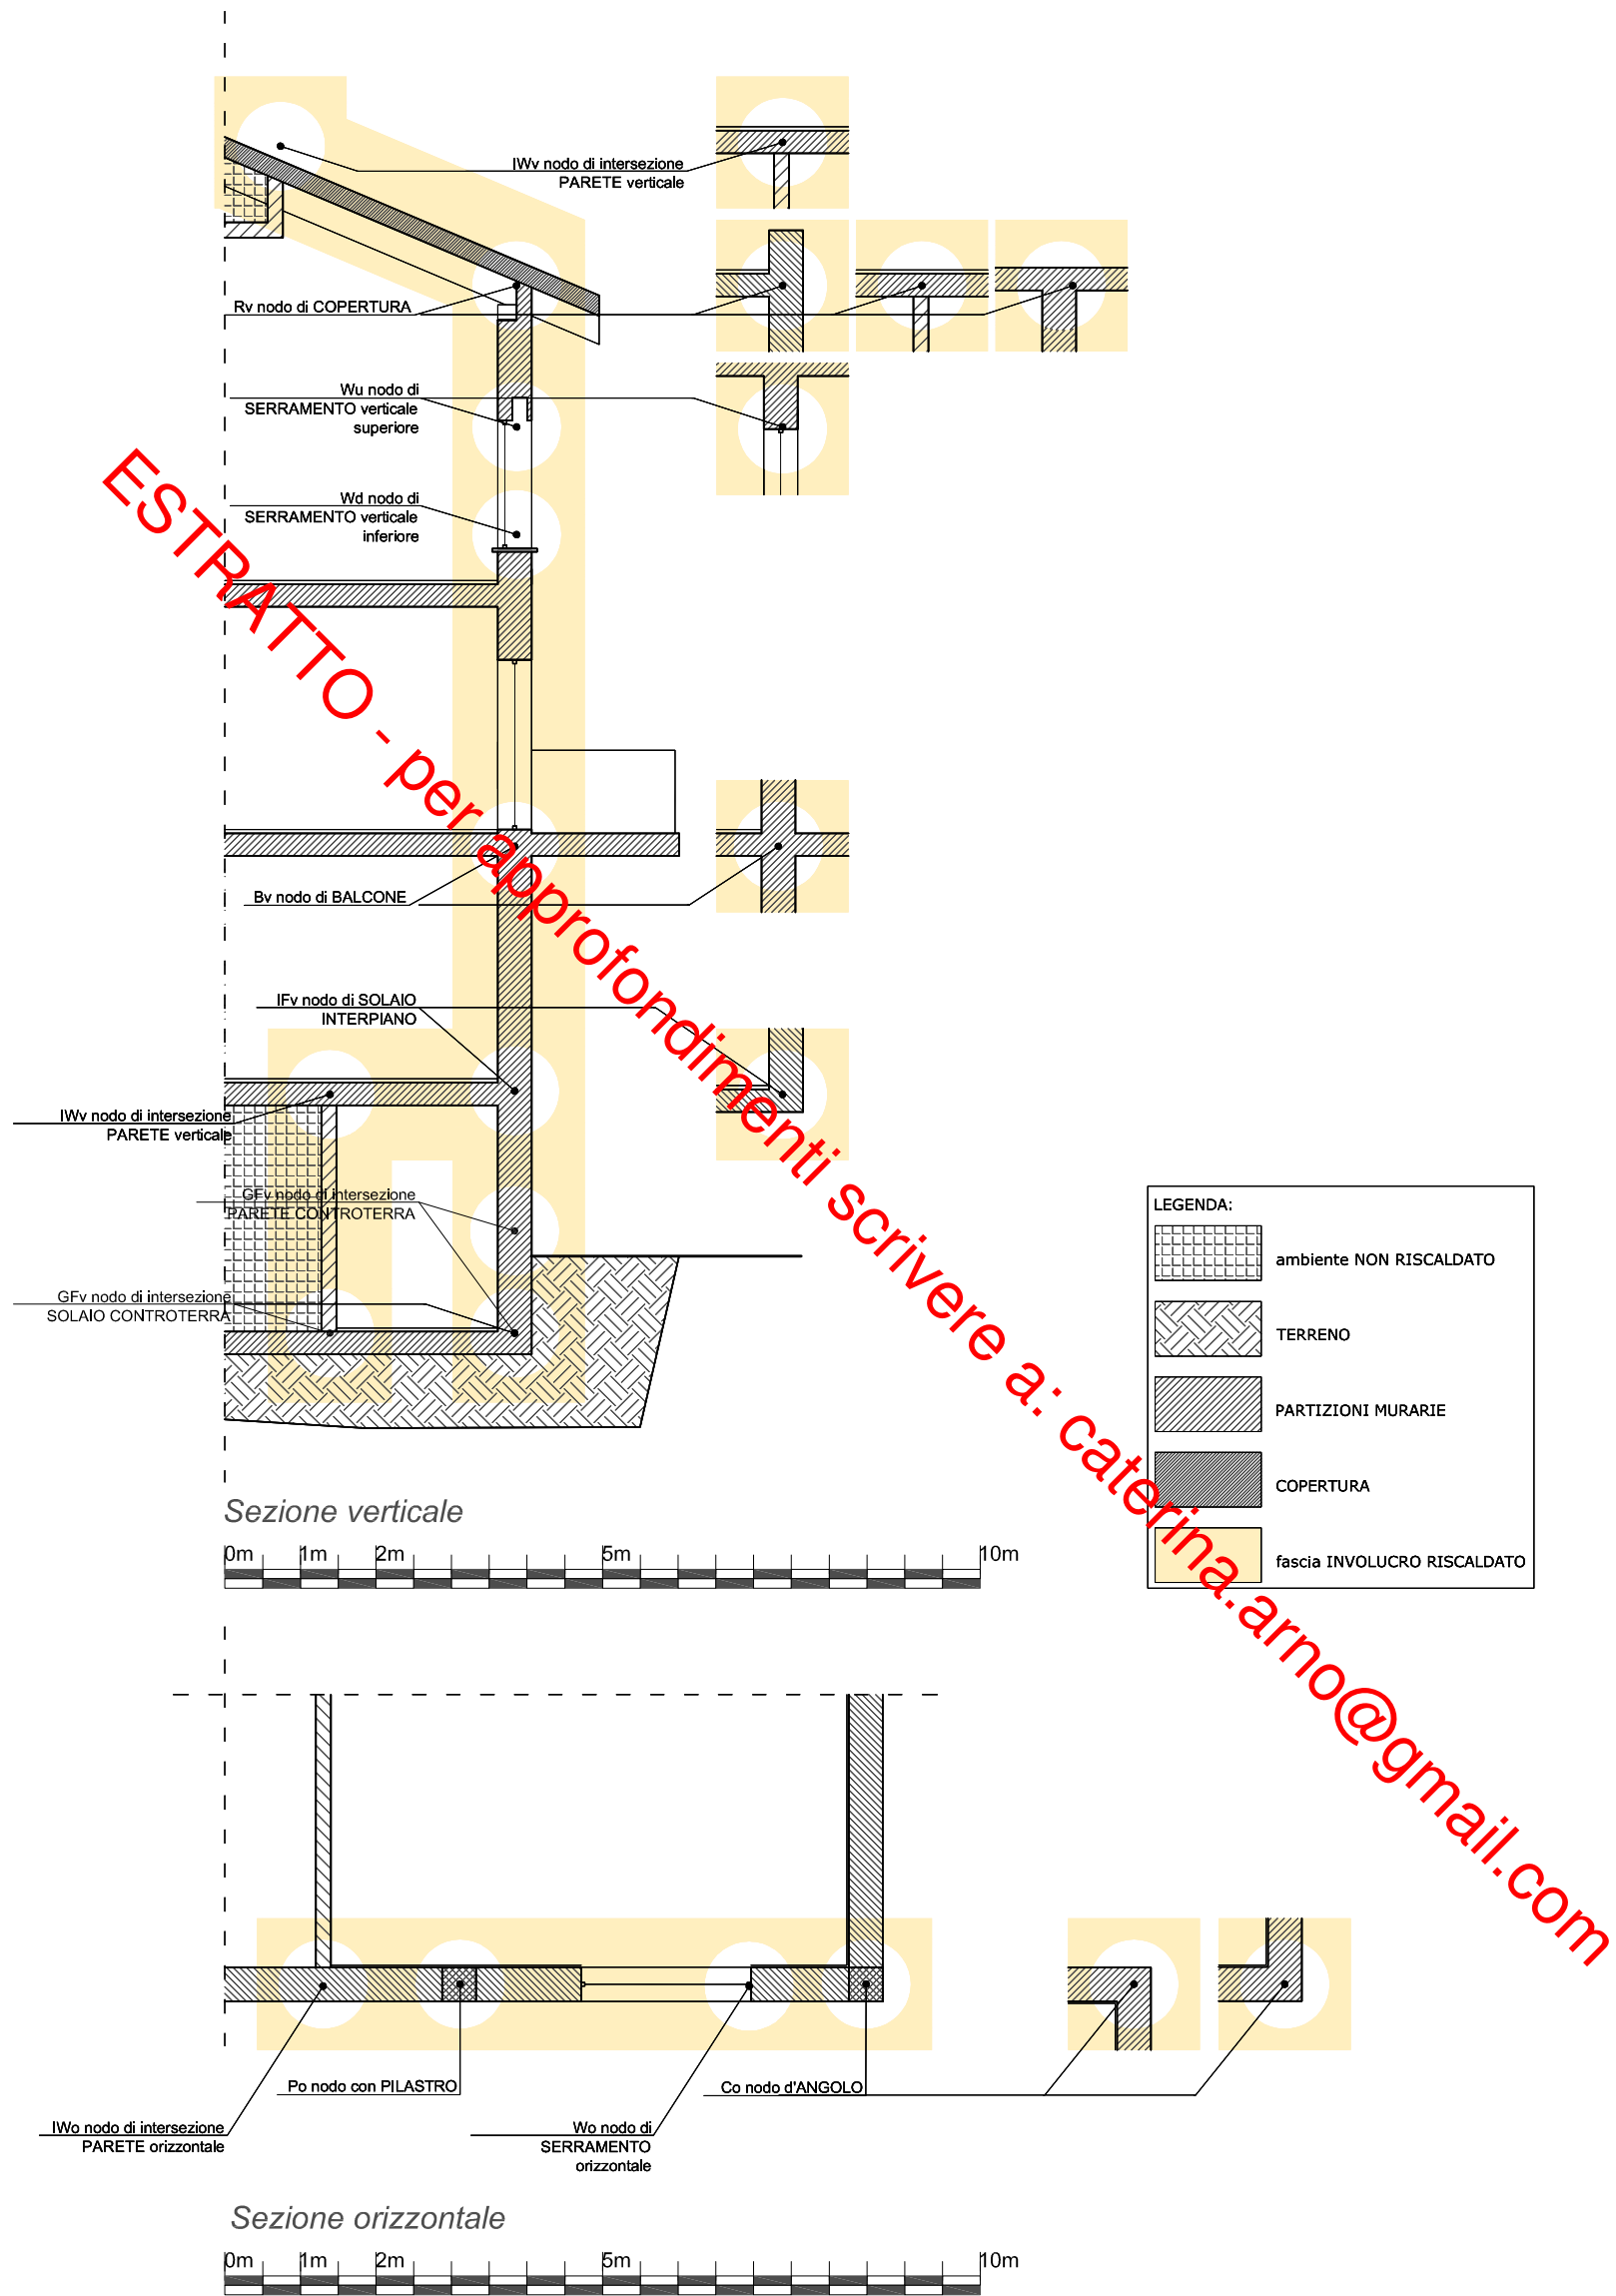 IWv nodo di intersezione
PARETE verticale
Rv nodo di COPERTURA
Wu nodo di
SERRAMENTO verticale
superiore
Wd nodo di
SERRAMENTO verticale
inferiore
ESTRATTO - per approfondimenti scrivere a: caterina.arno@gmail.com
Bv nodo di BALCONE
IFv nodo di SOLAIO
INTERPIANO
IWv nodo di intersezione
PARETE verticale
GFv nodo di intersezione
PARETE CONTROTERRA
GFv nodo di intersezione
SOLAIO CONTROTERRA
LEGENDA:
ambiente NON RISCALDATO
TERRENO
PARTIZIONI MURARIE
COPERTURA
fascia INVOLUCRO RISCALDATO
Sezione verticale
0m 1m 2m 5m 10m
Po nodo con PILASTRO
Co nodo d'ANGOLO
IWo nodo di intersezione
PARETE orizzontale
Wo nodo di
SERRAMENTO
orizzontale
Sezione orizzontale
0m 1m 2m 5m 10m